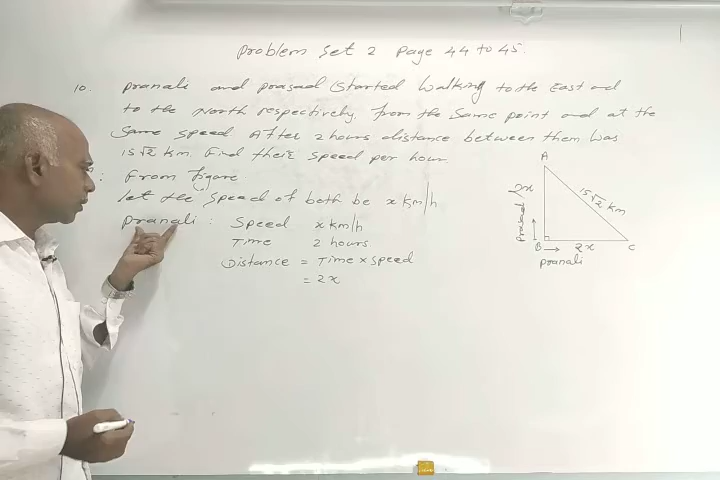 Problem Set 2 Page 44 to 45.
10. Pranali and prasad started walking to the East and
to the North respectively, from the same point and at the
same speed. After 2 hours distance between them was
15√2 km. Find their speed per hour.
: From figure
let the speed of both be x km/h
Pranali : Speed x km/h
Time 2 hours
Distance = Time × speed
= 2x
A
2x
15√2 km
Prasad
B
2x
C
pranali